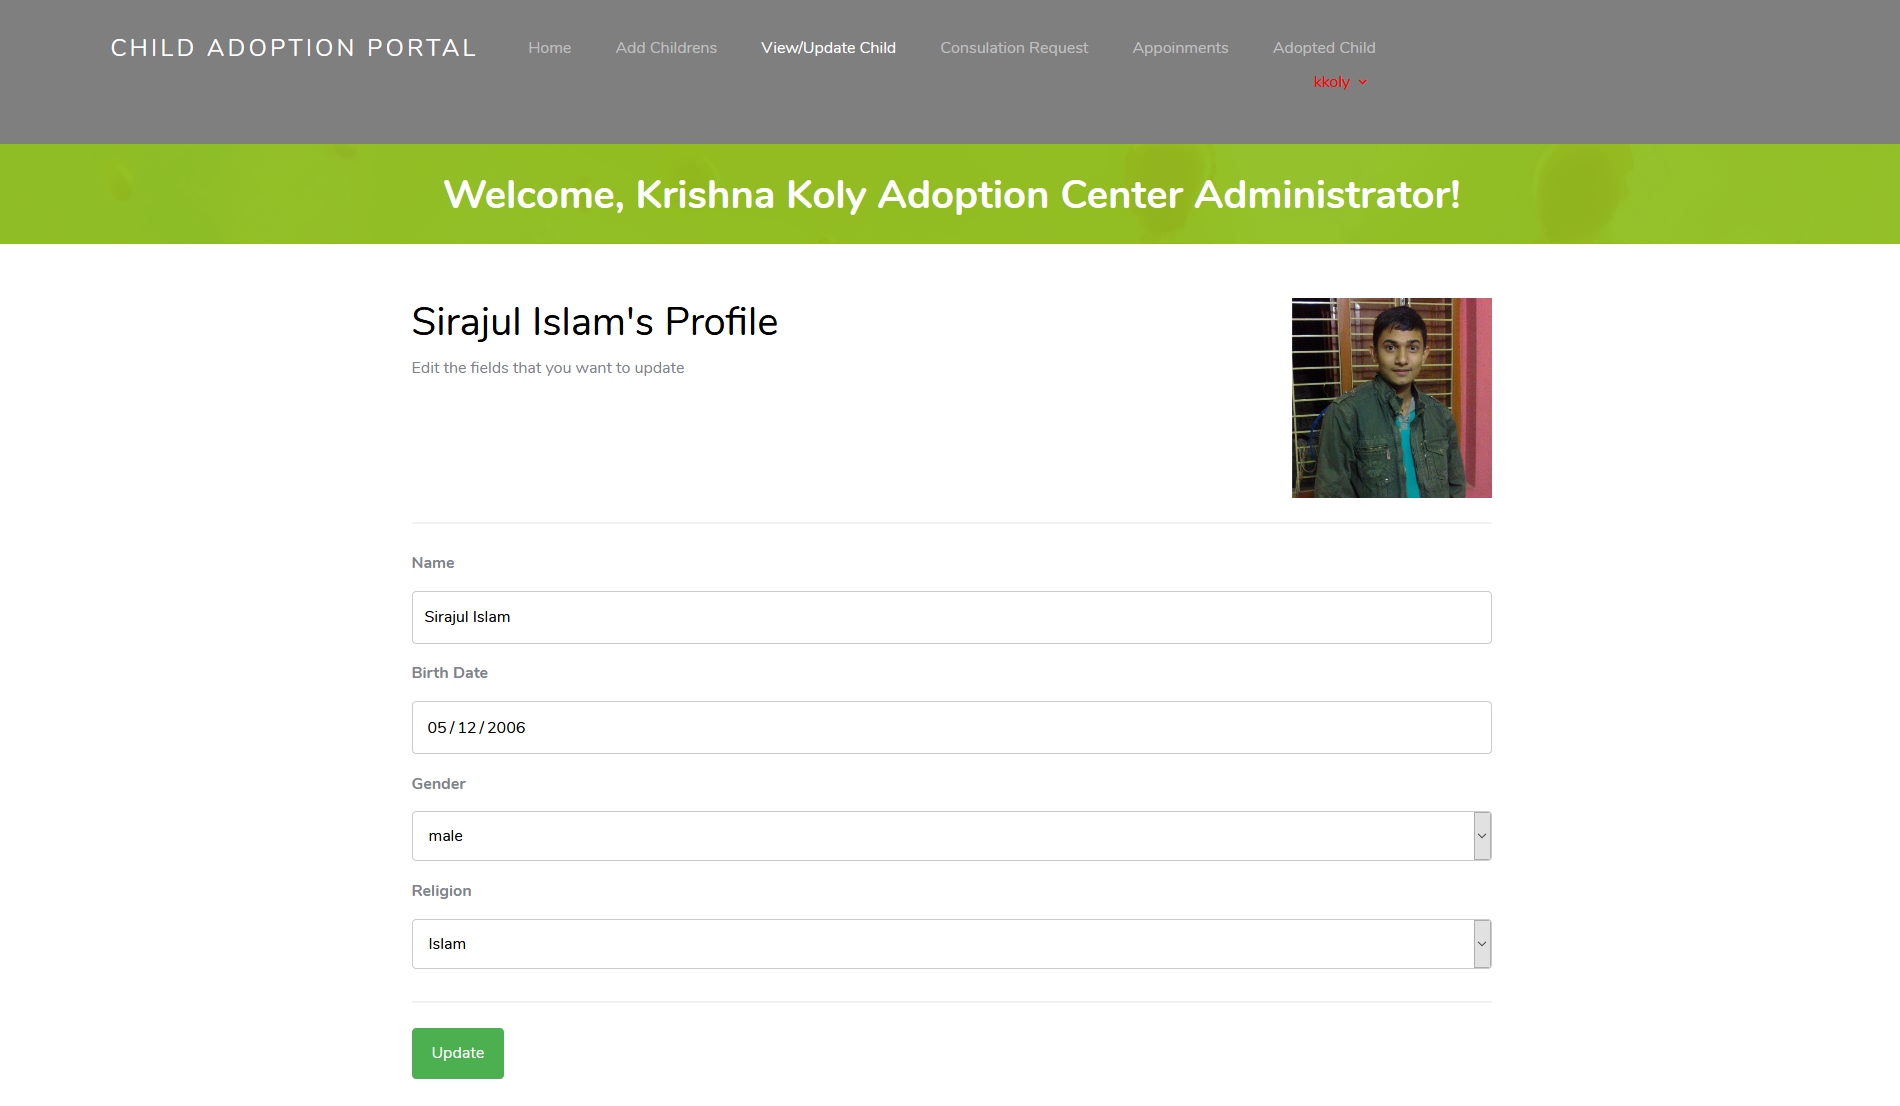 CHILD ADOPTION PORTAL Home Add Childrens View/Update Child Consulation Request Appoinments Adopted Child
kkoly
Welcome, Krishna Koly Adoption Center Administrator!
Sirajul Islam's Profile
Edit the fields that you want to update
Name
Sirajul Islam
Birth Date
05/12/2006
Gender
male
Religion
Islam
Update